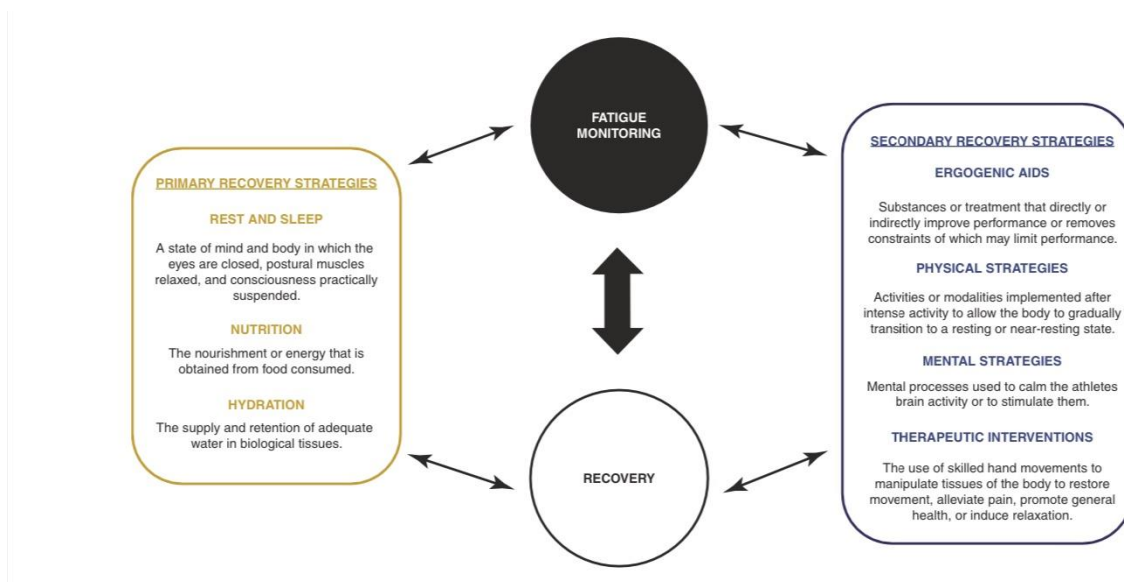 FATIGUE
MONITORING
PRIMARY RECOVERY STRATEGIES
REST AND SLEEP
A state of mind and body in which the
eyes are closed, postural muscles
relaxed, and consciousness practically
suspended.
NUTRITION
The nourishment or energy that is
obtained from food consumed.
HYDRATION
The supply and retention of adequate
water in biological tissues.
RECOVERY
SECONDARY RECOVERY STRATEGIES
ERGOGENIC AIDS
Substances or treatment that directly or
indirectly improve performance or removes
constraints of which may limit performance.
PHYSICAL STRATEGIES
Activities or modalities implemented after
intense activity to allow the body to gradually
transition to a resting or near-resting state.
MENTAL STRATEGIES
Mental processes used to calm the athletes
brain activity or to stimulate them.
THERAPEUTIC INTERVENTIONS
The use of skilled hand movements to
manipulate tissues of the body to restore
movement, alleviate pain, promote general
health, or induce relaxation.